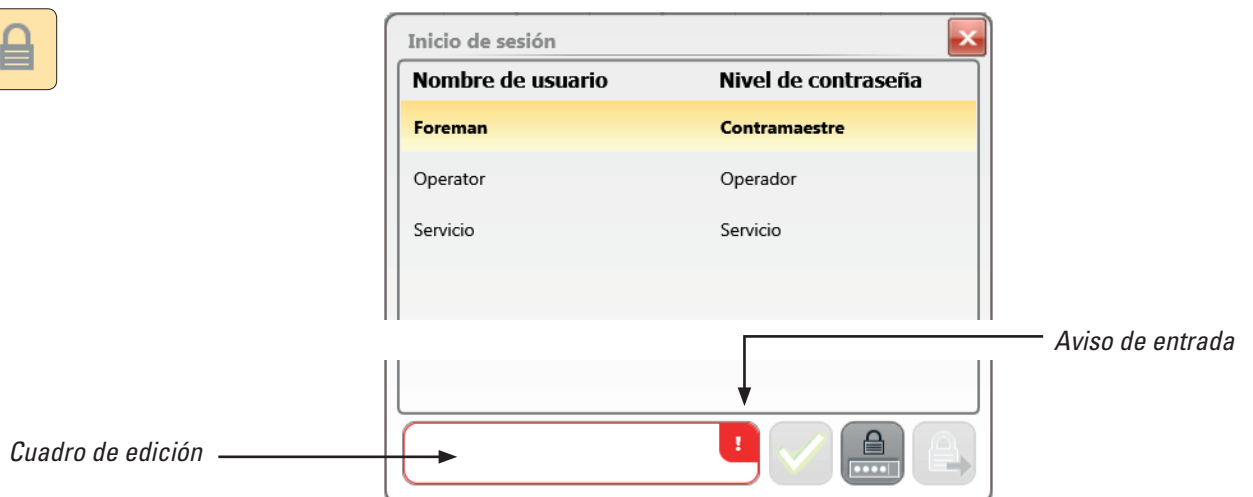 Inicio de sesión
Nombre de usuario Nivel de contraseña
Foreman Contramaestre
Operator Operador
Servicio Servicio
Aviso de entrada
!
Cuadro de edición